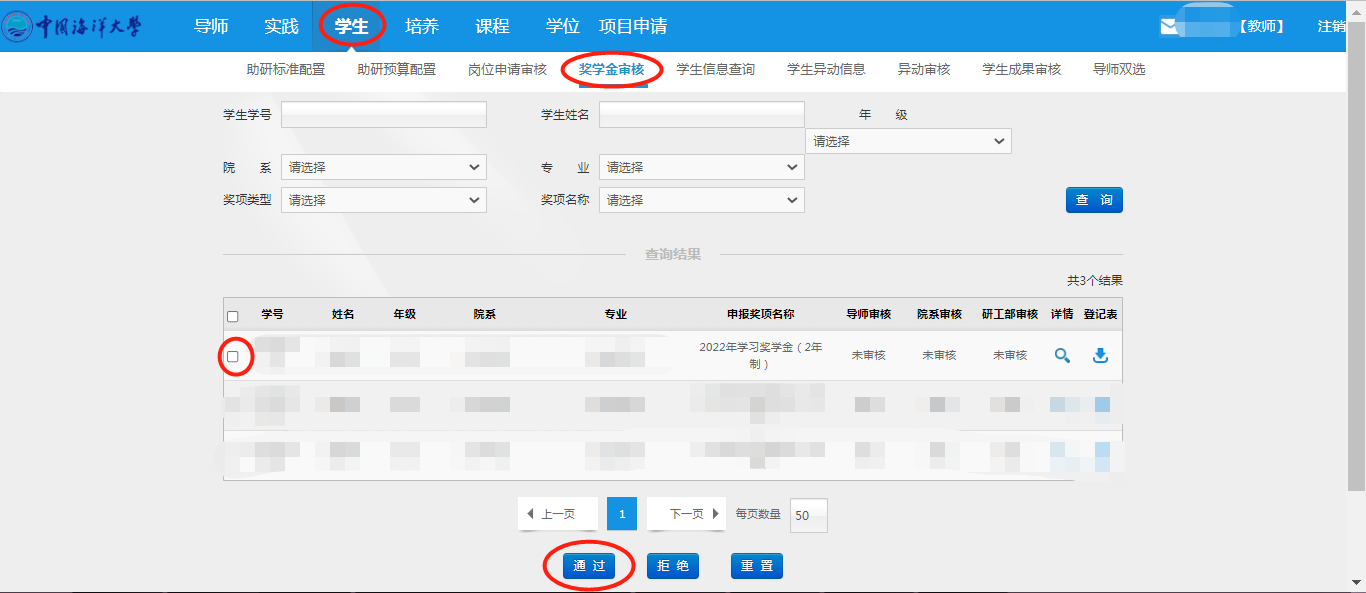 中国海洋大学 导师 实践 学生 培养 课程 学位 项目申请 【教师】 注销
助研标准配置 助研预算配置 岗位申请审核 奖学金审核 学生信息查询 学生异动信息 异动审核 学生成果审核 导师双选
学生学号 学生姓名 年 级
请选择
院 系 请选择 专 业 请选择
奖项类型 请选择 奖项名称 请选择 查 询
查询结果
共3个结果
学号 姓名 年级 院系 专业 申报奖项名称 导师审核 院系审核 研工部审核 详情 登记表
2022年学习奖学金（2年
制） 未审核 未审核 未审核
上一页 1 下一页 每页数量 50
通 过 拒 绝 重 置